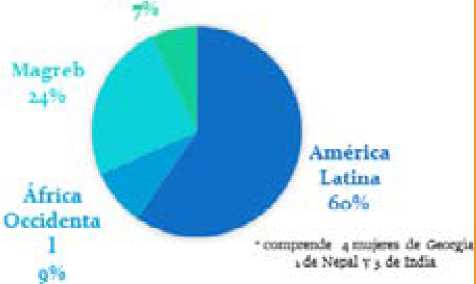 7%
Magreb
24%
América
Latina
60%
África
Occidenta
l
9%
* comprende 4 mujeres de Georgia
1 de Nepal y 3 de India